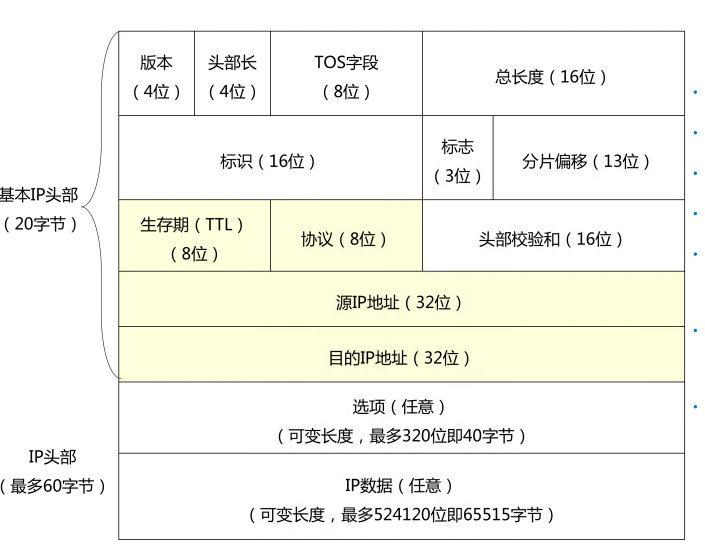 版本
（4位）
头部长
（4位）
TOS字段
（8位）
总长度（16位）
标识（16位）
标志
（3位）
分片偏移（13位）
基本IP头部
（20字节）
生存期（TTL）
（8位）
协议（8位）
头部校验和（16位）
源IP地址（32位）
目的IP地址（32位）
选项（任意）
（可变长度，最多320位即40字节）
IP头部
（最多60字节）
IP数据（任意）
（可变长度，最多524120位即65515字节）